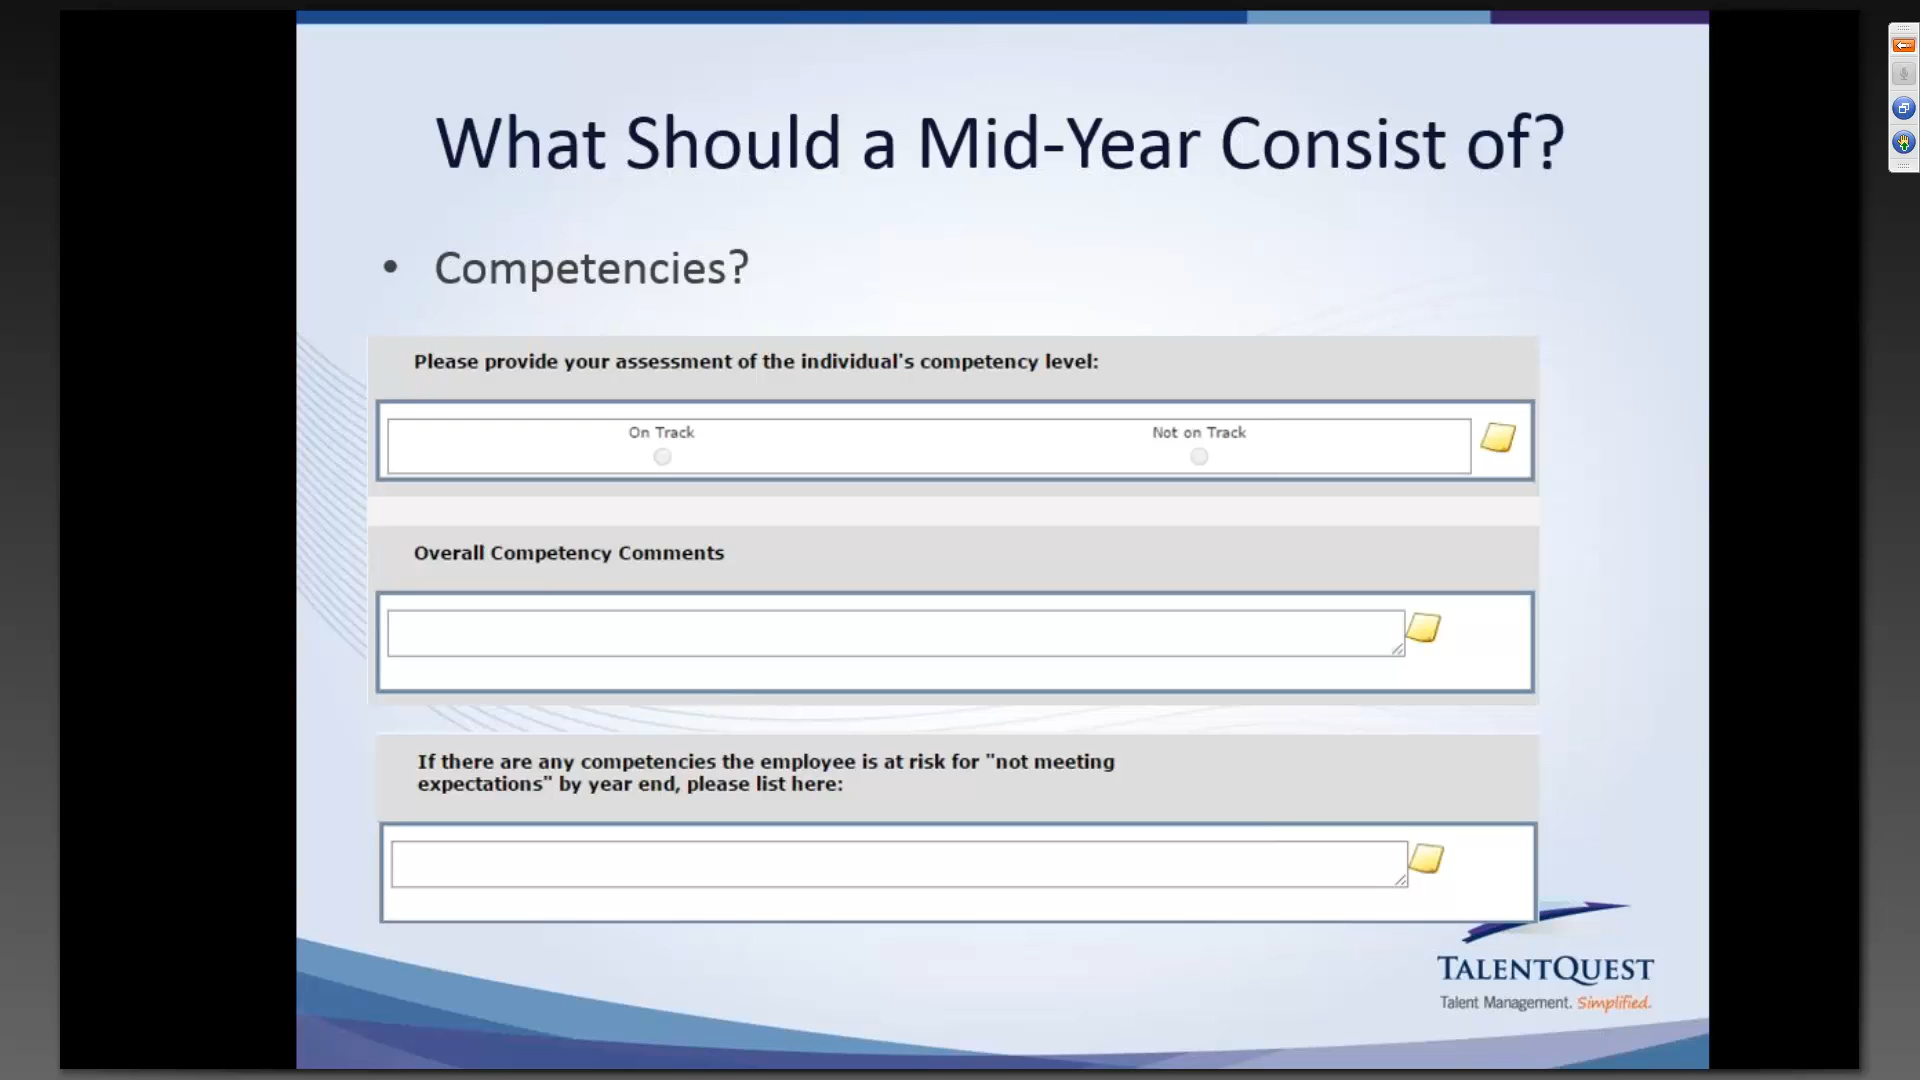 What Should a Mid-Year Consist of?
• Competencies?
Please provide your assessment of the individual's competency level:
On Track
Not on Track
Overall Competency Comments
If there are any competencies the employee is at risk for "not meeting
expectations" by year end, please list here:
TALENTQUEST
Talent Management. Simplified.